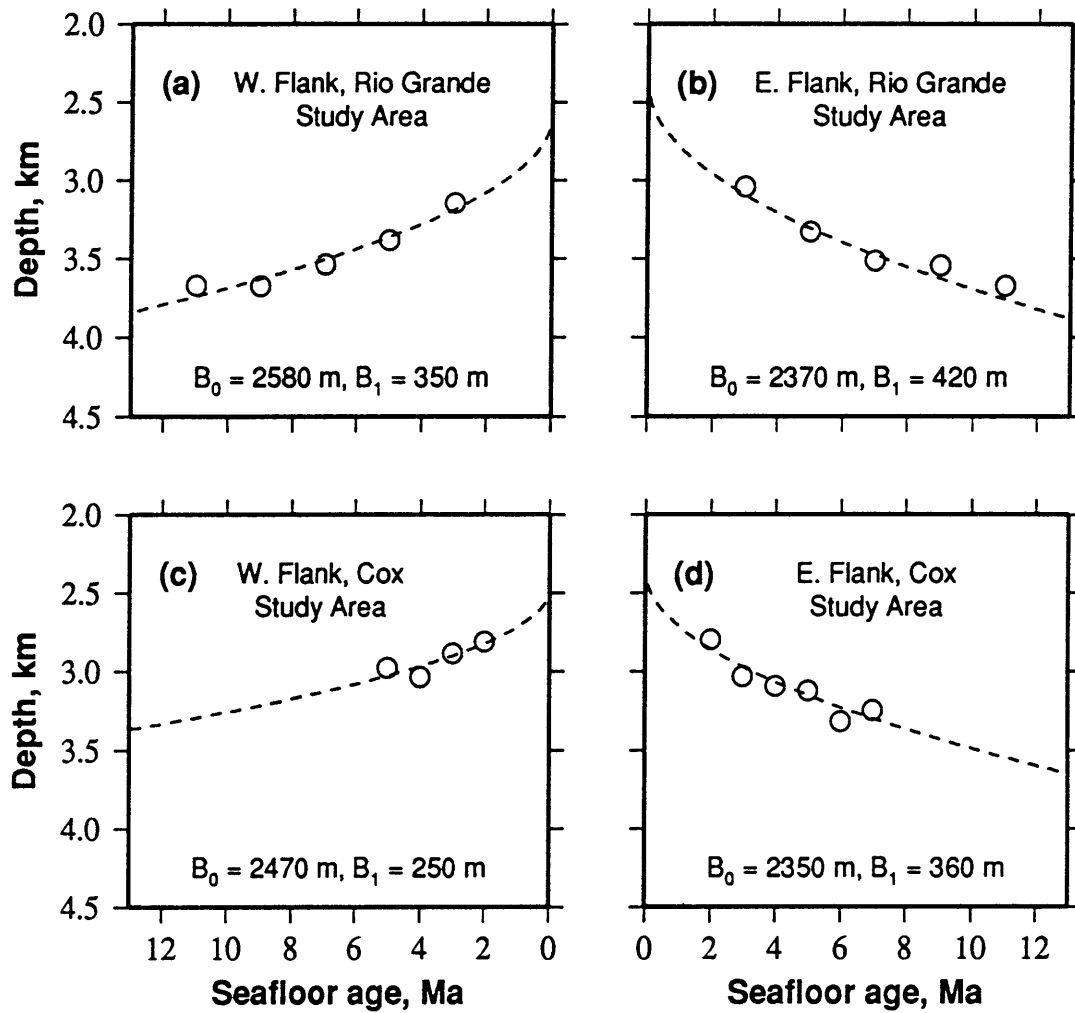 (a) W. Flank, Rio Grande
Study Area
B₀ = 2580 m, B₁ = 350 m
2.0
2.5
3.0
3.5
4.0
4.5
Depth, km
(b) E. Flank, Rio Grande
Study Area
B₀ = 2370 m, B₁ = 420 m
(c) W. Flank, Cox
Study Area
B₀ = 2470 m, B₁ = 250 m
2.0
2.5
3.0
3.5
4.0
4.5
Depth, km
12 10 8 6 4 2 0
Seafloor age, Ma
(d) E. Flank, Cox
Study Area
B₀ = 2350 m, B₁ = 360 m
0 2 4 6 8 10 12
Seafloor age, Ma